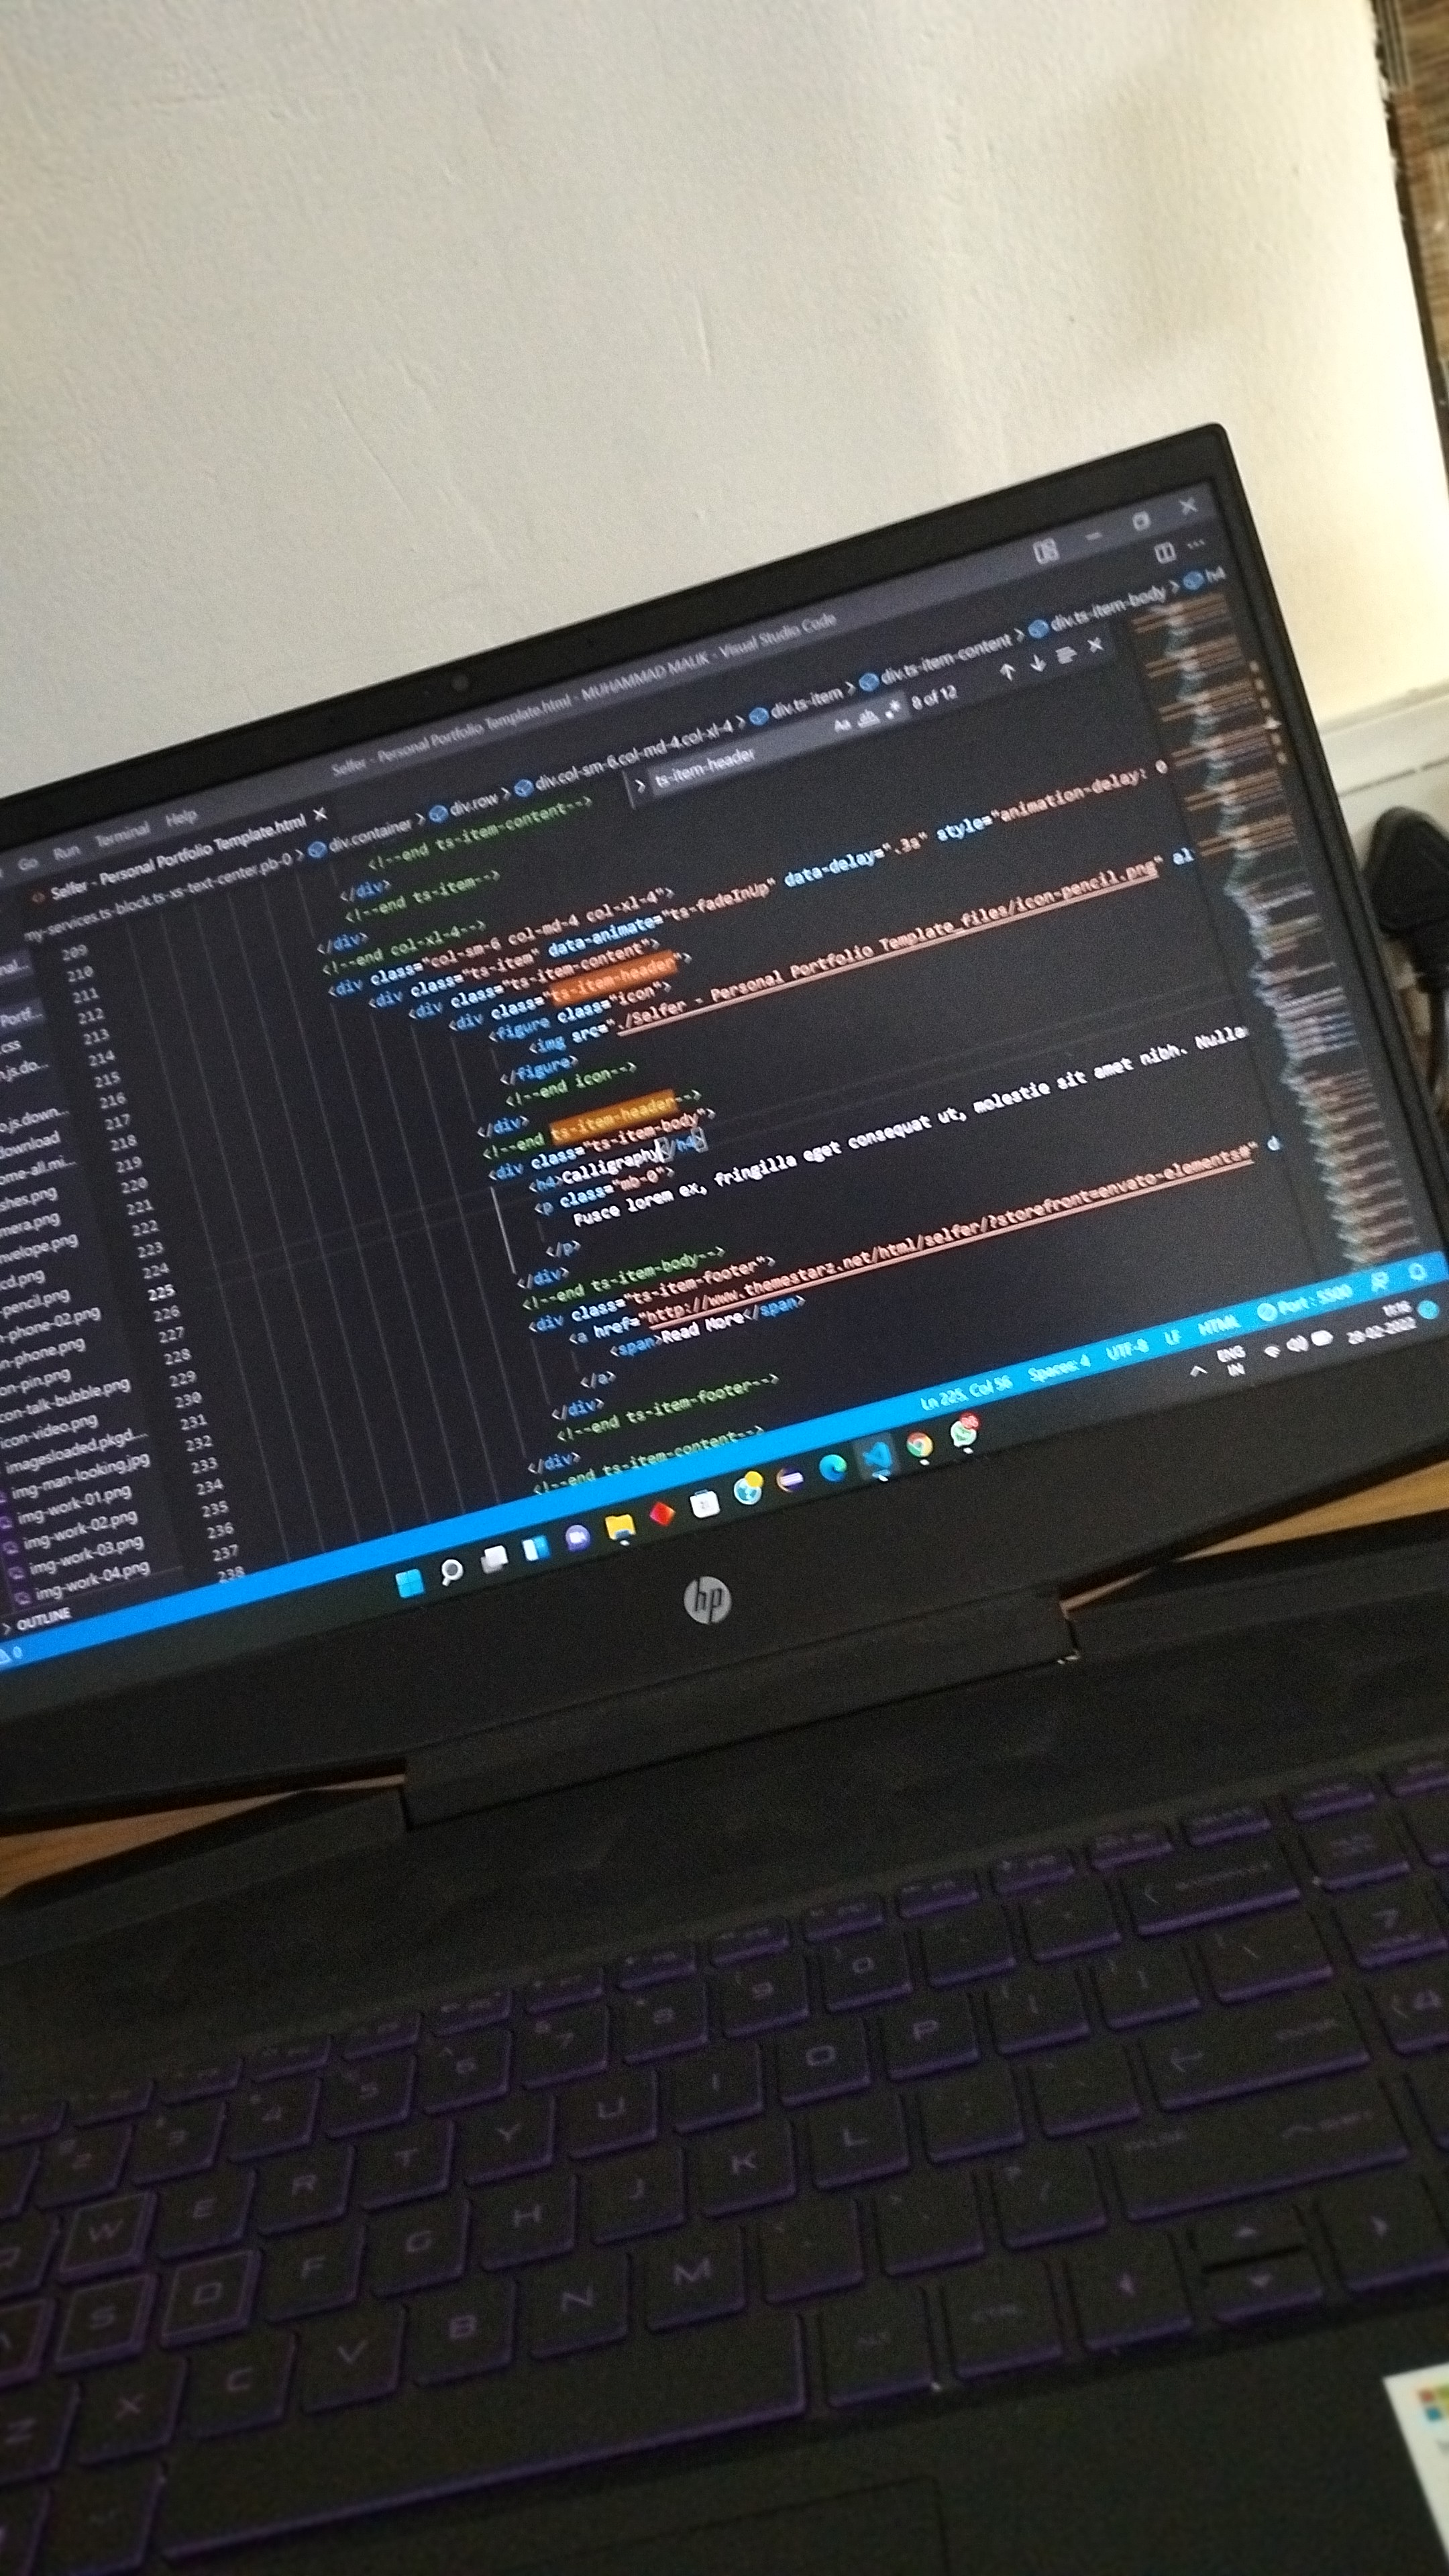 Selfer - Personal Portfolio Template.html - MUHAMMAD MALIK - Visual Studio Code
Go Run Terminal Help
Selfer - Personal Portfolio Template.html
my-services.ts-block.ts-xs-text-center.pb-0 > div.container > div.row > div.col-sm-6.col-md-4.col-xl-4 > div.ts-item > div.ts-item-content > div.ts-item-body > h4
ts-item-header Aa ab 8 of 12
<!--end ts-item-content-->
</div>
<!--end ts-item-->
</div>
<!--end col-xl-4-->
<div class="col-sm-6 col-md-4 col-xl-4">
<div class="ts-item" data-animate="ts-fadeInUp" data-delay=".3s" style="animation-delay: 0
<div class="ts-item-content">
<div class="ts-item-header">
<figure class="icon">
<img src="./Selfer - Personal Portfolio Template_files/icon-pencil.png" al
</figure>
<!--end icon-->
</div>
<!--end ts-item-header-->
<div class="ts-item-body">
<h4>Calligraphy</h4>
<p class="mb-0">
Fusce lorem ex, fringilla eget consequat ut, molestie sit amet nibh. Nulla
</p>
</div>
<!--end ts-item-body-->
<div class="ts-item-footer">
<a href="http://www.themestarz.net/html/selfer/?storefront=envato-elements#" d
<span>Read More</span>
</a>
</div>
<!--end ts-item-footer-->
</div>
<!--end ts-item-content-->
209
210
211
212
213
214
215
216
217
218
219
220
221
222
223
224
225
226
227
228
229
230
231
232
233
234
235
236
237
238
nal...
Portf...
.css
n.js.do...
o.js.down...
download
ome-all.mi...
shes.png
mera.png
nvelope.png
cd.png
-pencil.png
n-phone-02.png
n-phone.png
on-pin.png
con-talk-bubble.png
icon-video.png
imagesloaded.pkgd....
img-man-looking.jpg
img-work-01.png
img-work-02.png
img-work-03.png
img-work-04.png
> OUTLINE
0
Ln 225, Col 56 Spaces: 4 UTF-8 LF HTML Port : 5500
ENG
IN
28-02-2022
hp
6 7 8 9 0
3 4 5
W E R T Y U I O P
S D F G H J K L
Z X C V B N M
7
4